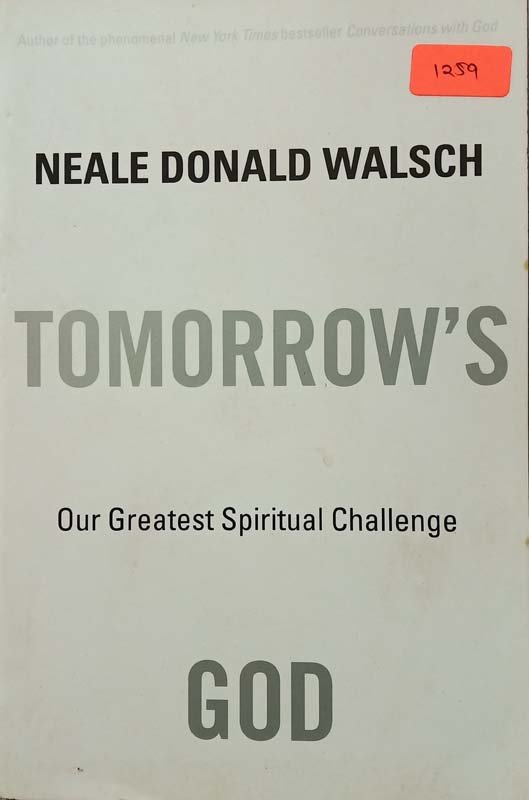 Author of the phenomenal New York Times bestseller Conversations with God
1259
NEALE DONALD WALSCH
TOMORROW'S
Our Greatest Spiritual Challenge
GOD